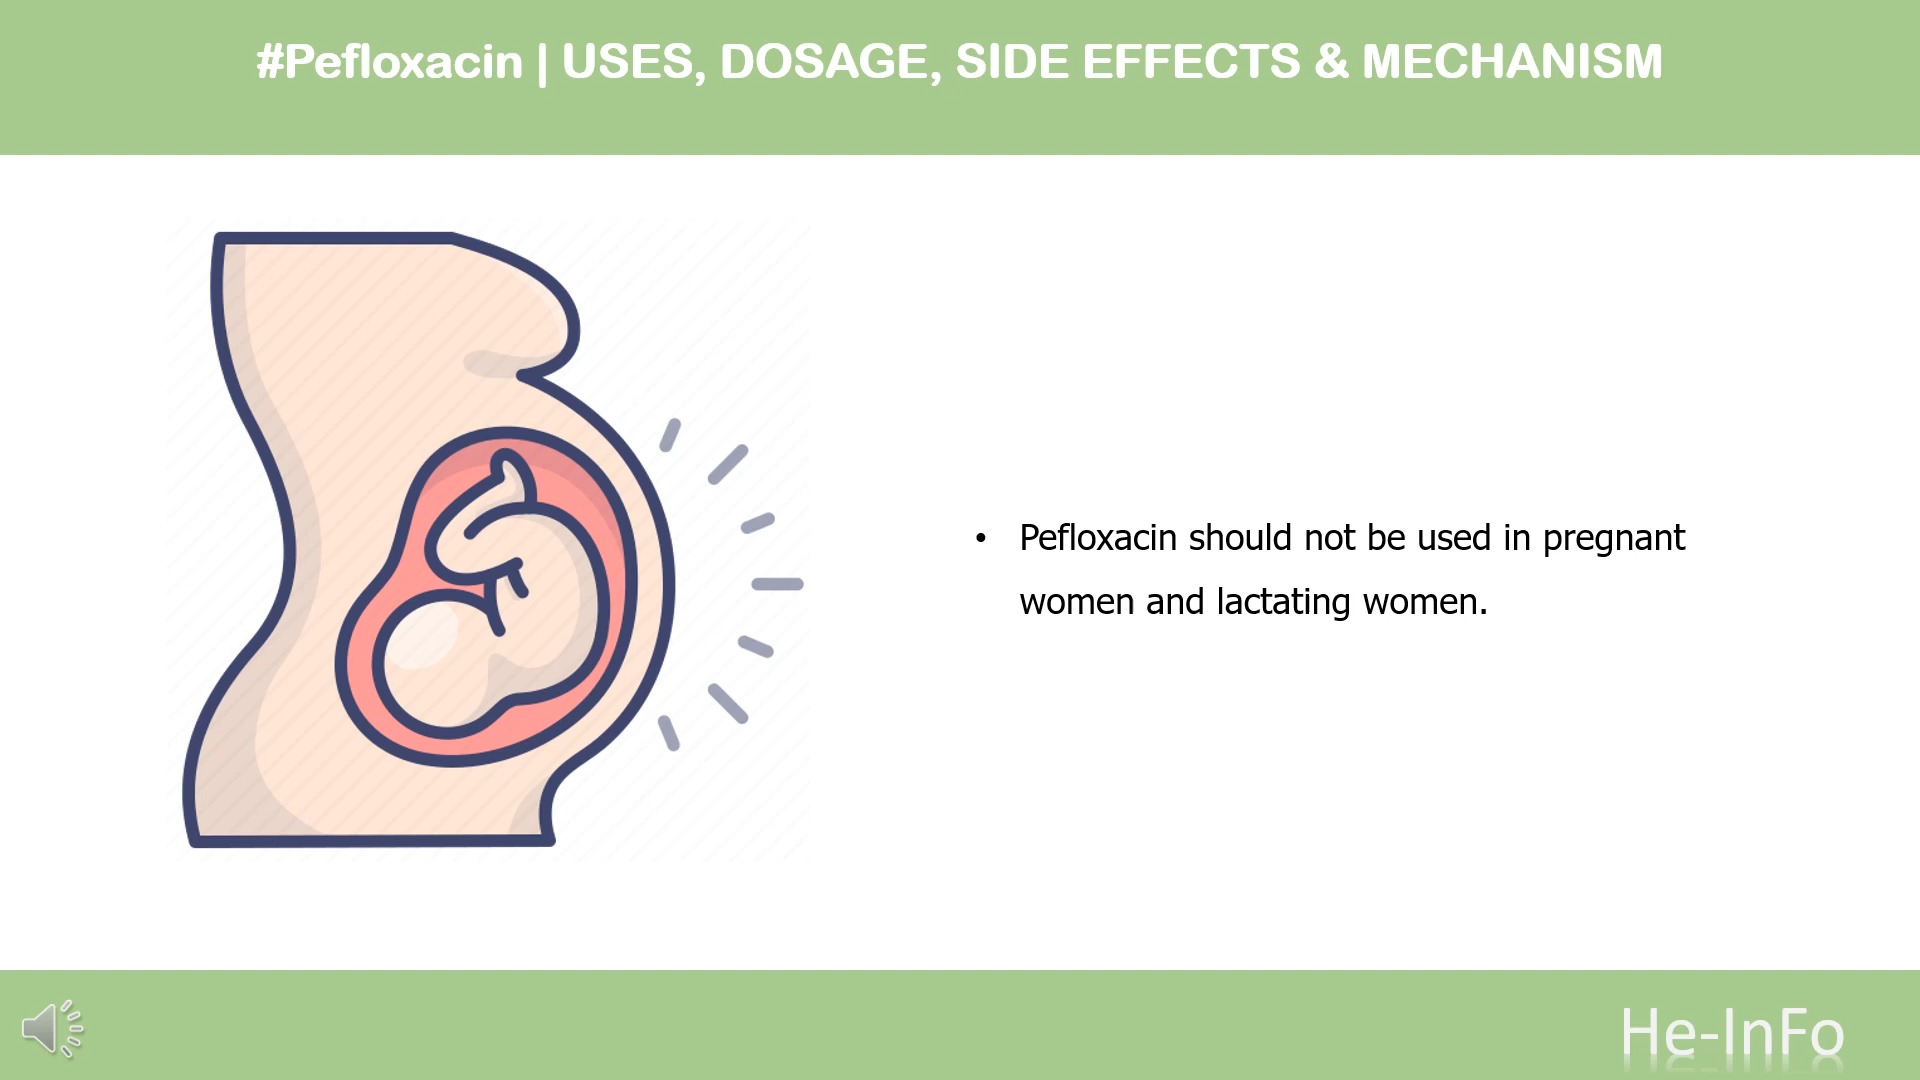 #Pefloxacin | USES, DOSAGE, SIDE EFFECTS & MECHANISM
• Pefloxacin should not be used in pregnant
women and lactating women.
He-InFo